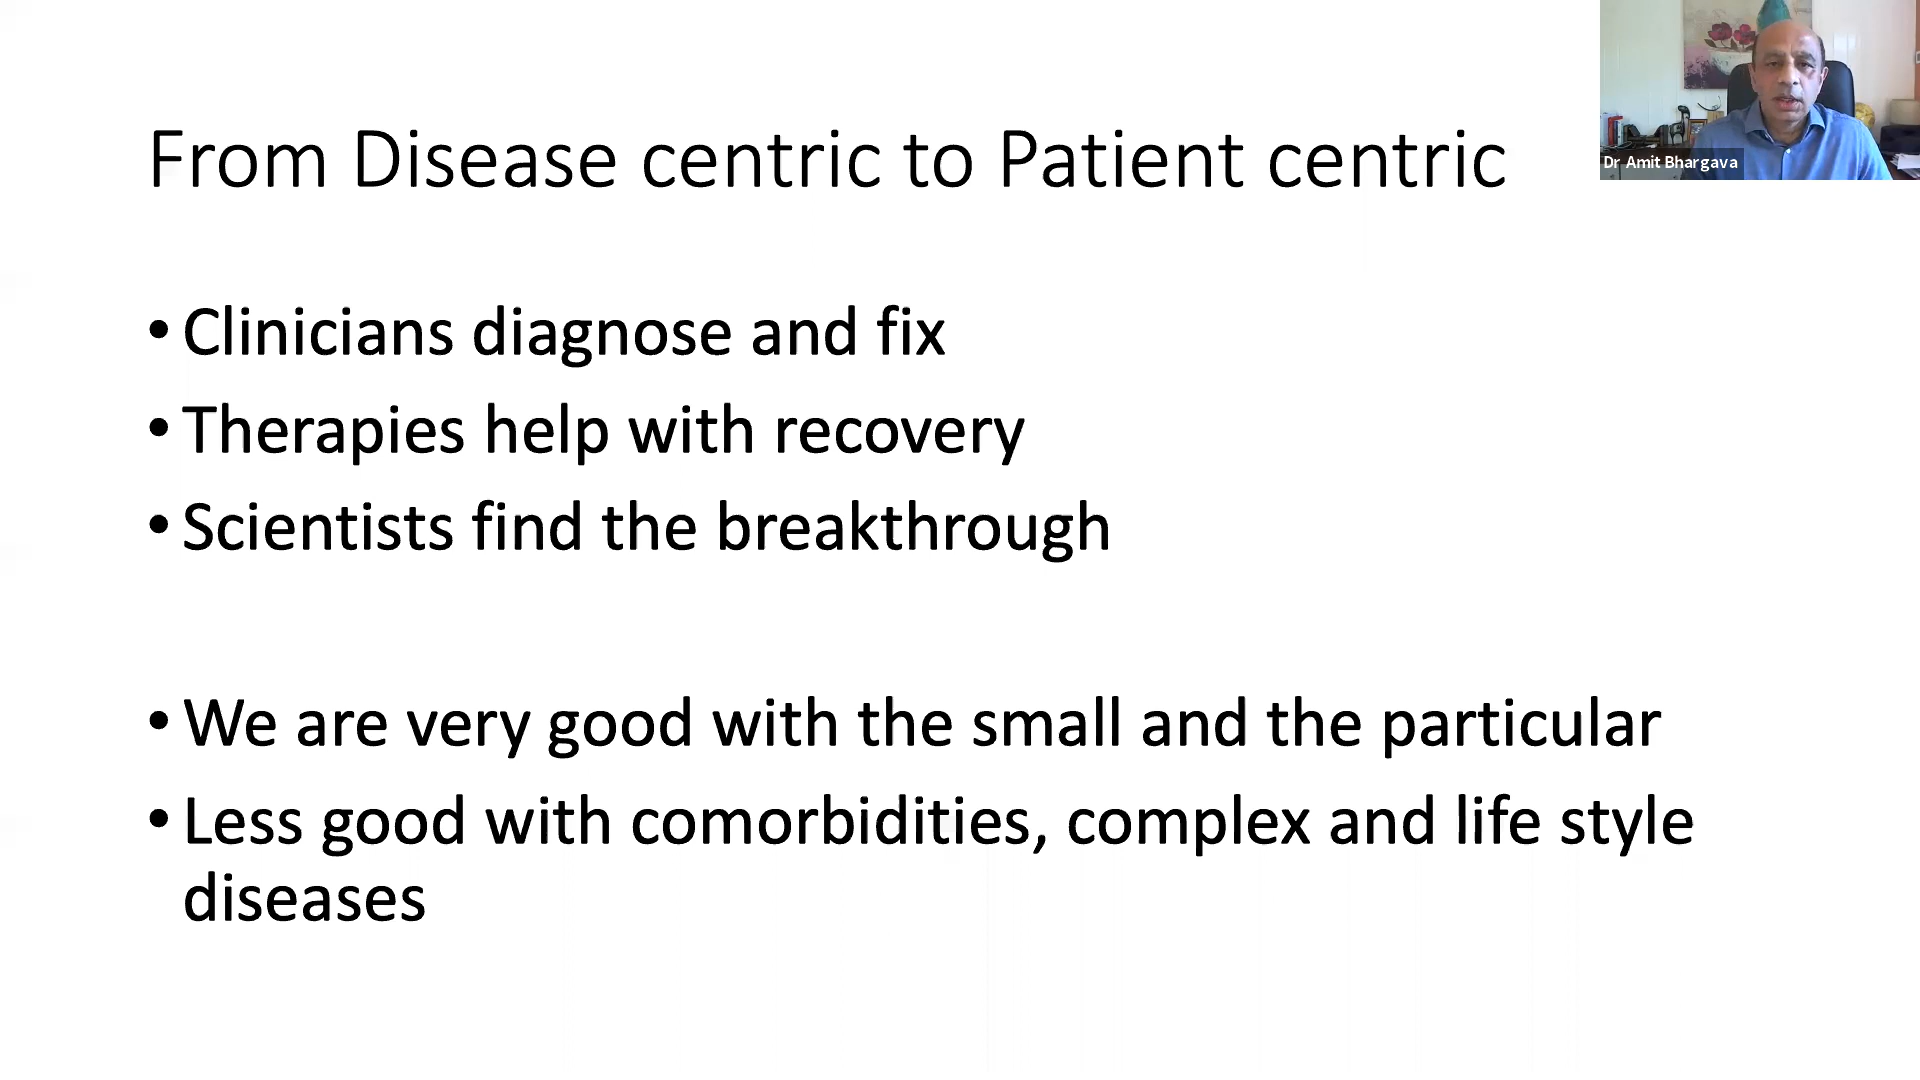 From Disease centric to Patient centric
Dr Amit Bhargava
• Clinicians diagnose and fix
• Therapies help with recovery
• Scientists find the breakthrough
• We are very good with the small and the particular
• Less good with comorbidities, complex and life style
diseases